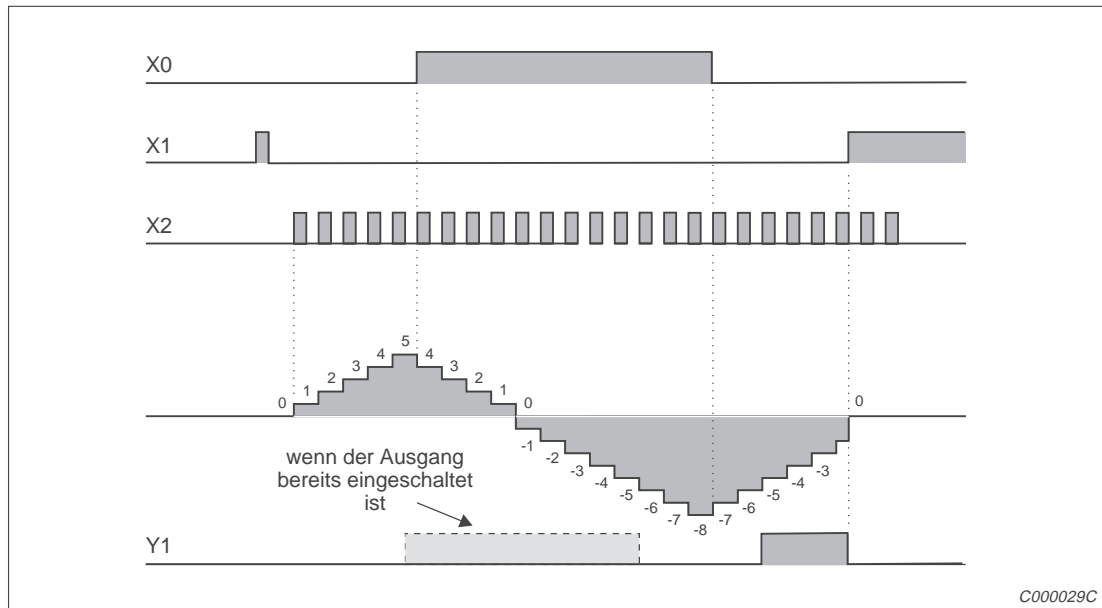 X0
X1
X2
5
4 4
3 3
2 2
1 1
0 0 0
-1
-2
-3 -3
-4 -4
-5 -5
-6 -6
-7 -7
-8
wenn der Ausgang
bereits eingeschaltet
ist
Y1
C000029C